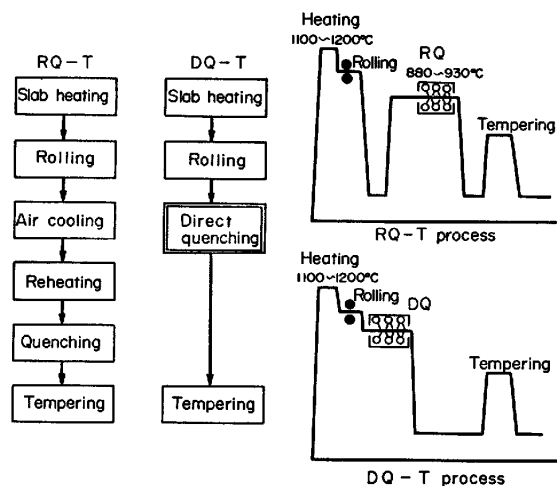 RQ-T
Slab heating
Rolling
Air cooling
Reheating
Quenching
Tempering
DQ-T
Slab heating
Rolling
Direct
quenching
Tempering
Heating
1100~1200°C
Rolling
RQ
880~930°C
Tempering
RQ-T process
Heating
1100~1200°C
Rolling
DQ
Tempering
DQ-T process